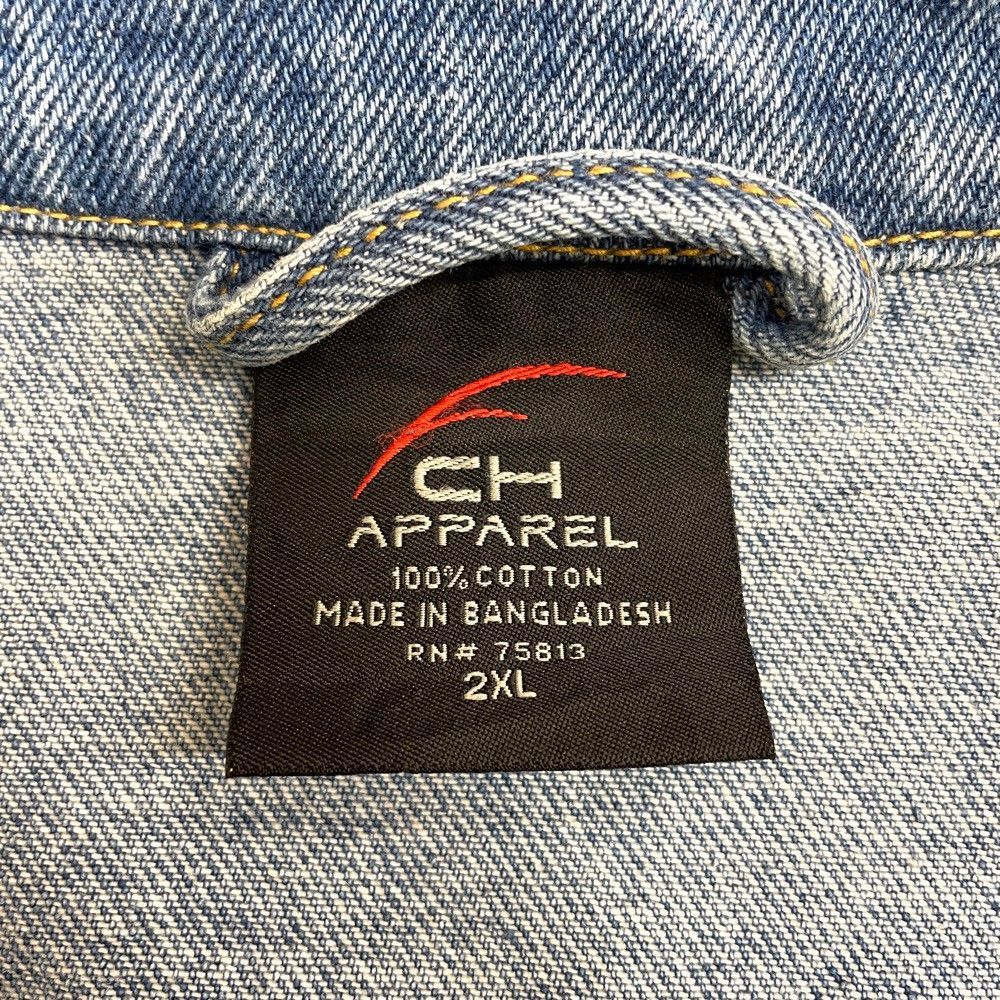 CH
APPAREL
100% COTTON
MADE IN BANGLADESH
RN# 75813
2XL